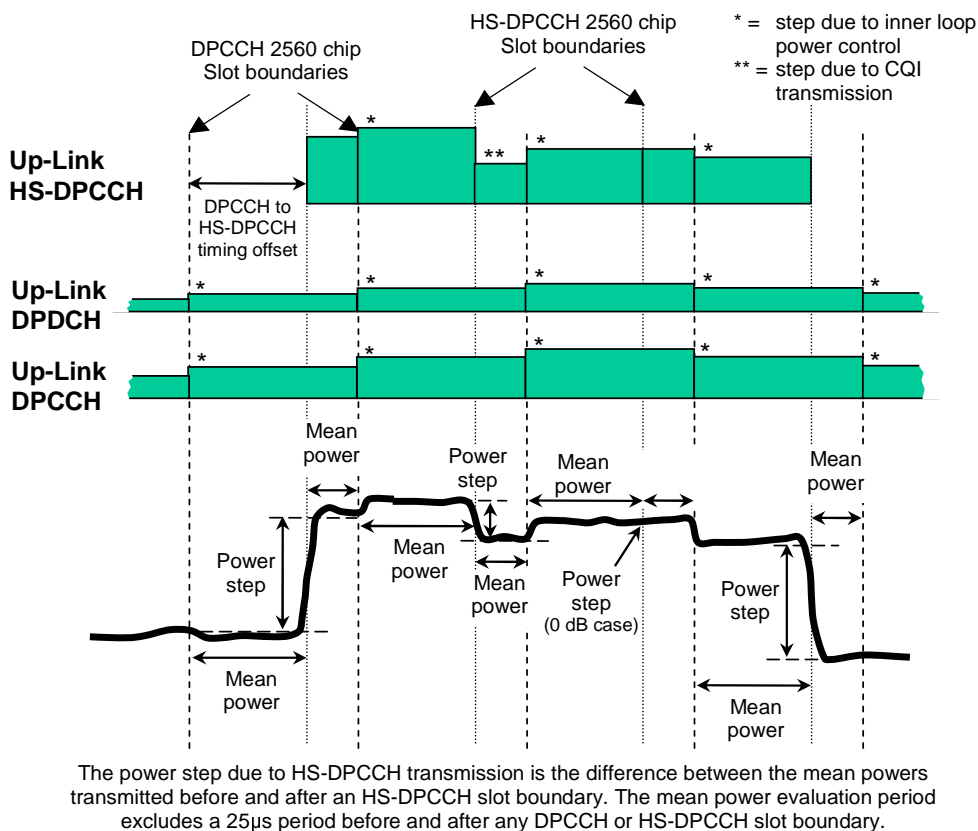 DPCCH 2560 chip
Slot boundaries
HS-DPCCH 2560 chip
Slot boundaries
* = step due to inner loop
power control
** = step due to CQI
transmission
Up-Link
HS-DPCCH
*
**
*
*
DPCCH to
HS-DPCCH
timing offset
Up-Link
DPDCH
*
*
*
*
*
Up-Link
DPCCH
*
*
*
*
*
Mean
power
Power
step
Mean
power
Mean
power
Power
step
Mean
power
Mean
power
Power
step
(0 dB case)
Power
step
Mean
power
Mean
power
The power step due to HS-DPCCH transmission is the difference between the mean powers
transmitted before and after an HS-DPCCH slot boundary. The mean power evaluation period
excludes a 25µs period before and after any DPCCH or HS-DPCCH slot boundary.